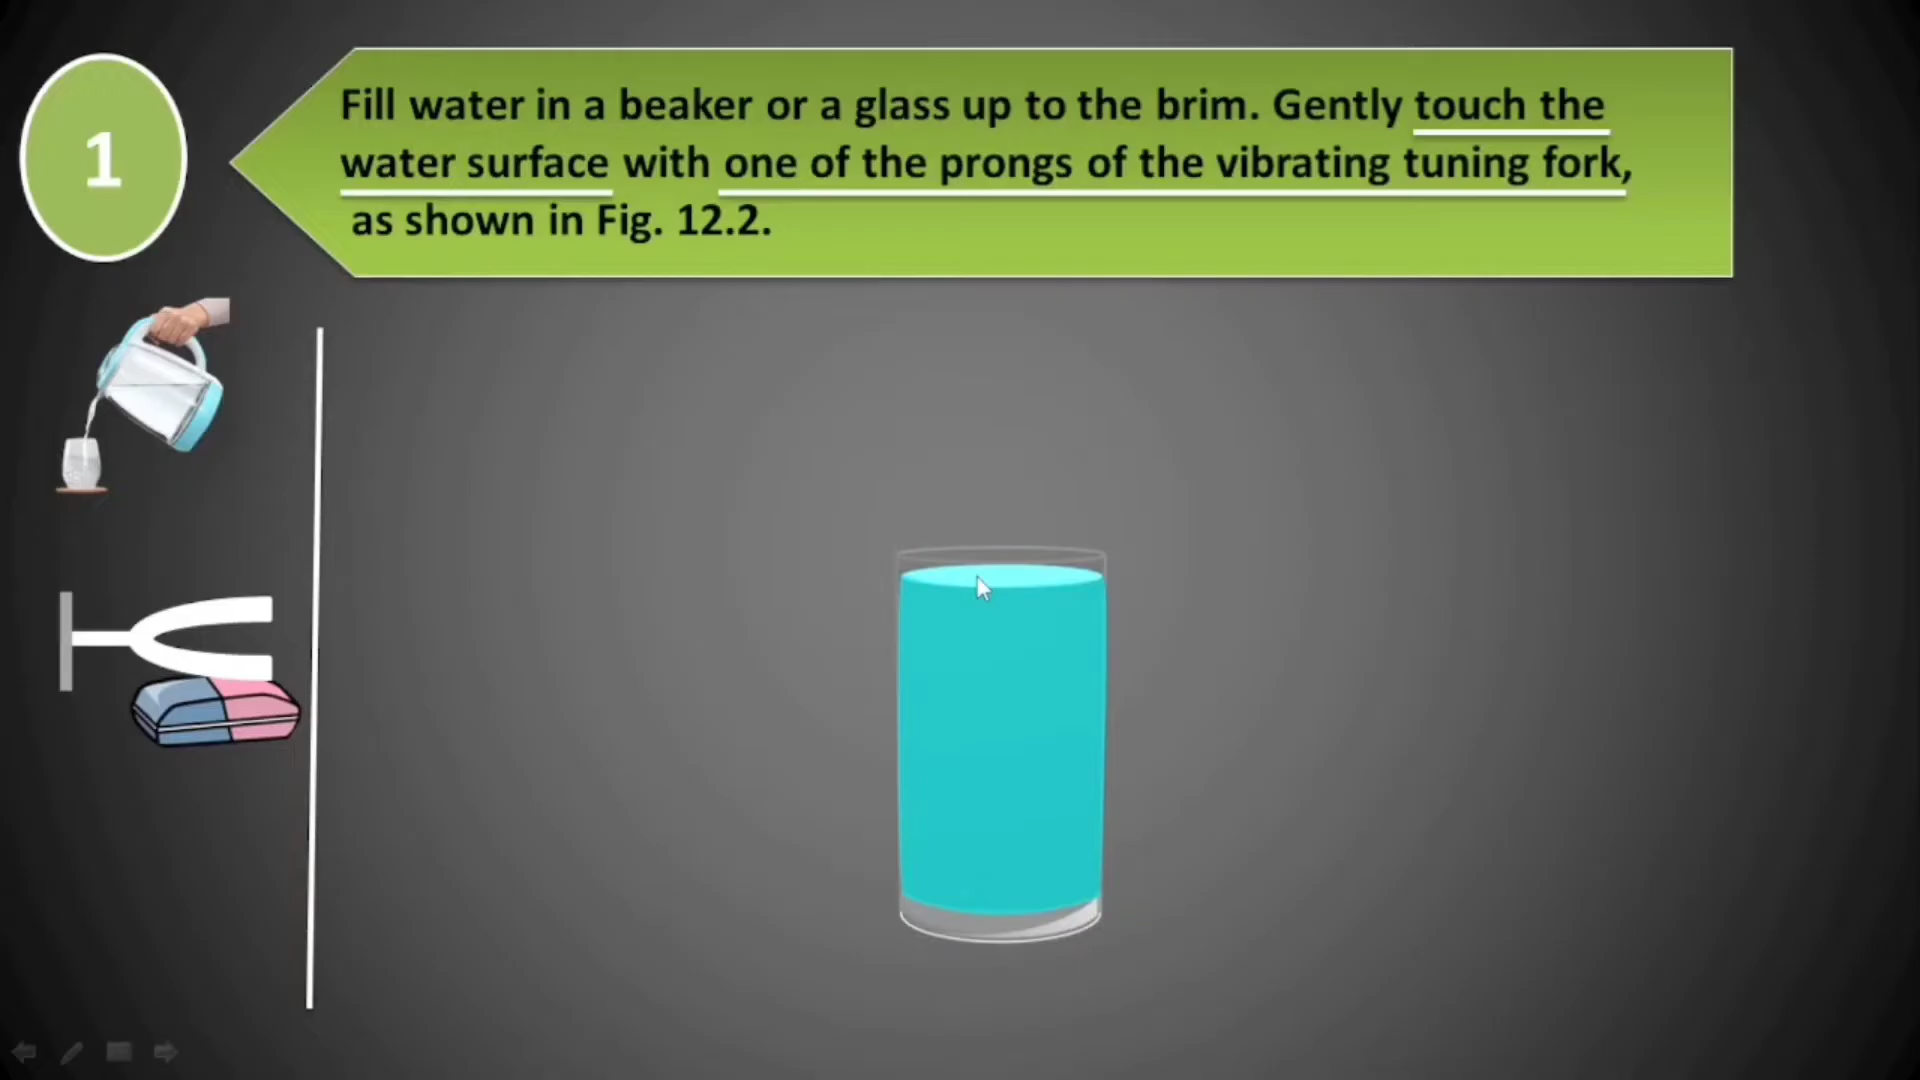 1
Fill water in a beaker or a glass up to the brim. Gently touch the
water surface with one of the prongs of the vibrating tuning fork,
as shown in Fig. 12.2.